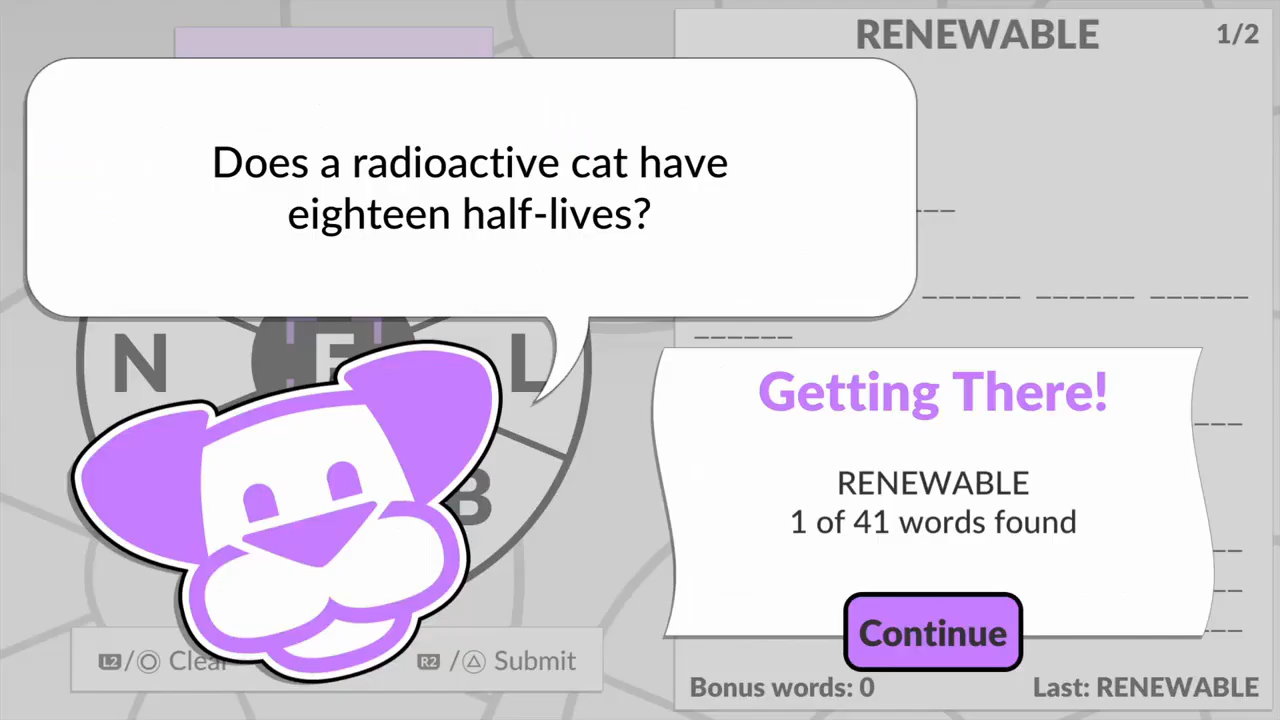 RENEWABLE
1/2
Does a radioactive cat have
eighteen half-lives?
N
E
L
B
Getting There!
RENEWABLE
1 of 41 words found
Continue
L2/○ Clear
R2/△ Submit
Bonus words: 0
Last: RENEWABLE